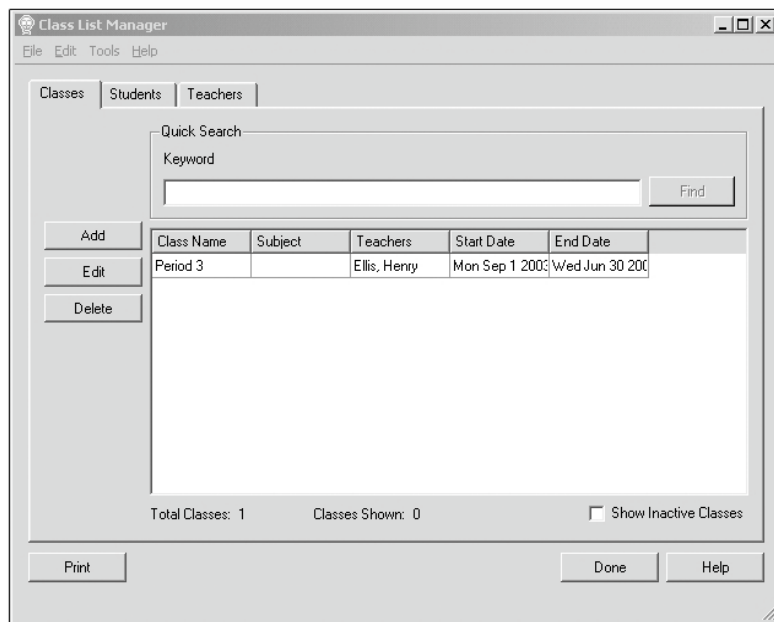 Class List Manager
File Edit Tools Help
Classes Students Teachers
Quick Search
Keyword
Find
Add
Edit
Delete
Class Name Subject Teachers Start Date End Date
Period 3 Ellis, Henry Mon Sep 1 2003 Wed Jun 30 200
Total Classes: 1 Classes Shown: 0 Show Inactive Classes
Print Done Help